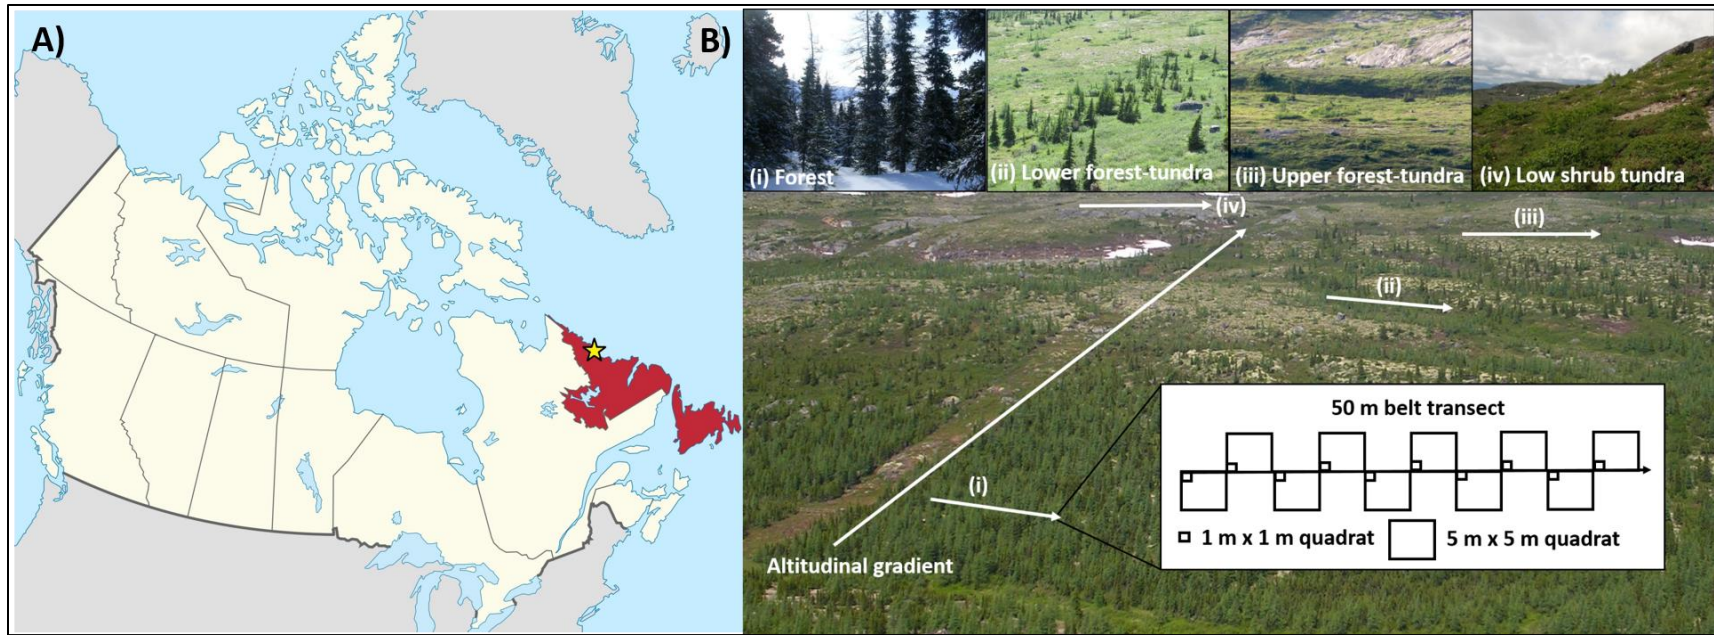 A)
B)
(i) Forest
(ii) Lower forest-tundra
(iii) Upper forest-tundra
(iv) Low shrub tundra
(iv)
(iii)
(ii)
(i)
50 m belt transect
1 m x 1 m quadrat
5 m x 5 m quadrat
Altitudinal gradient